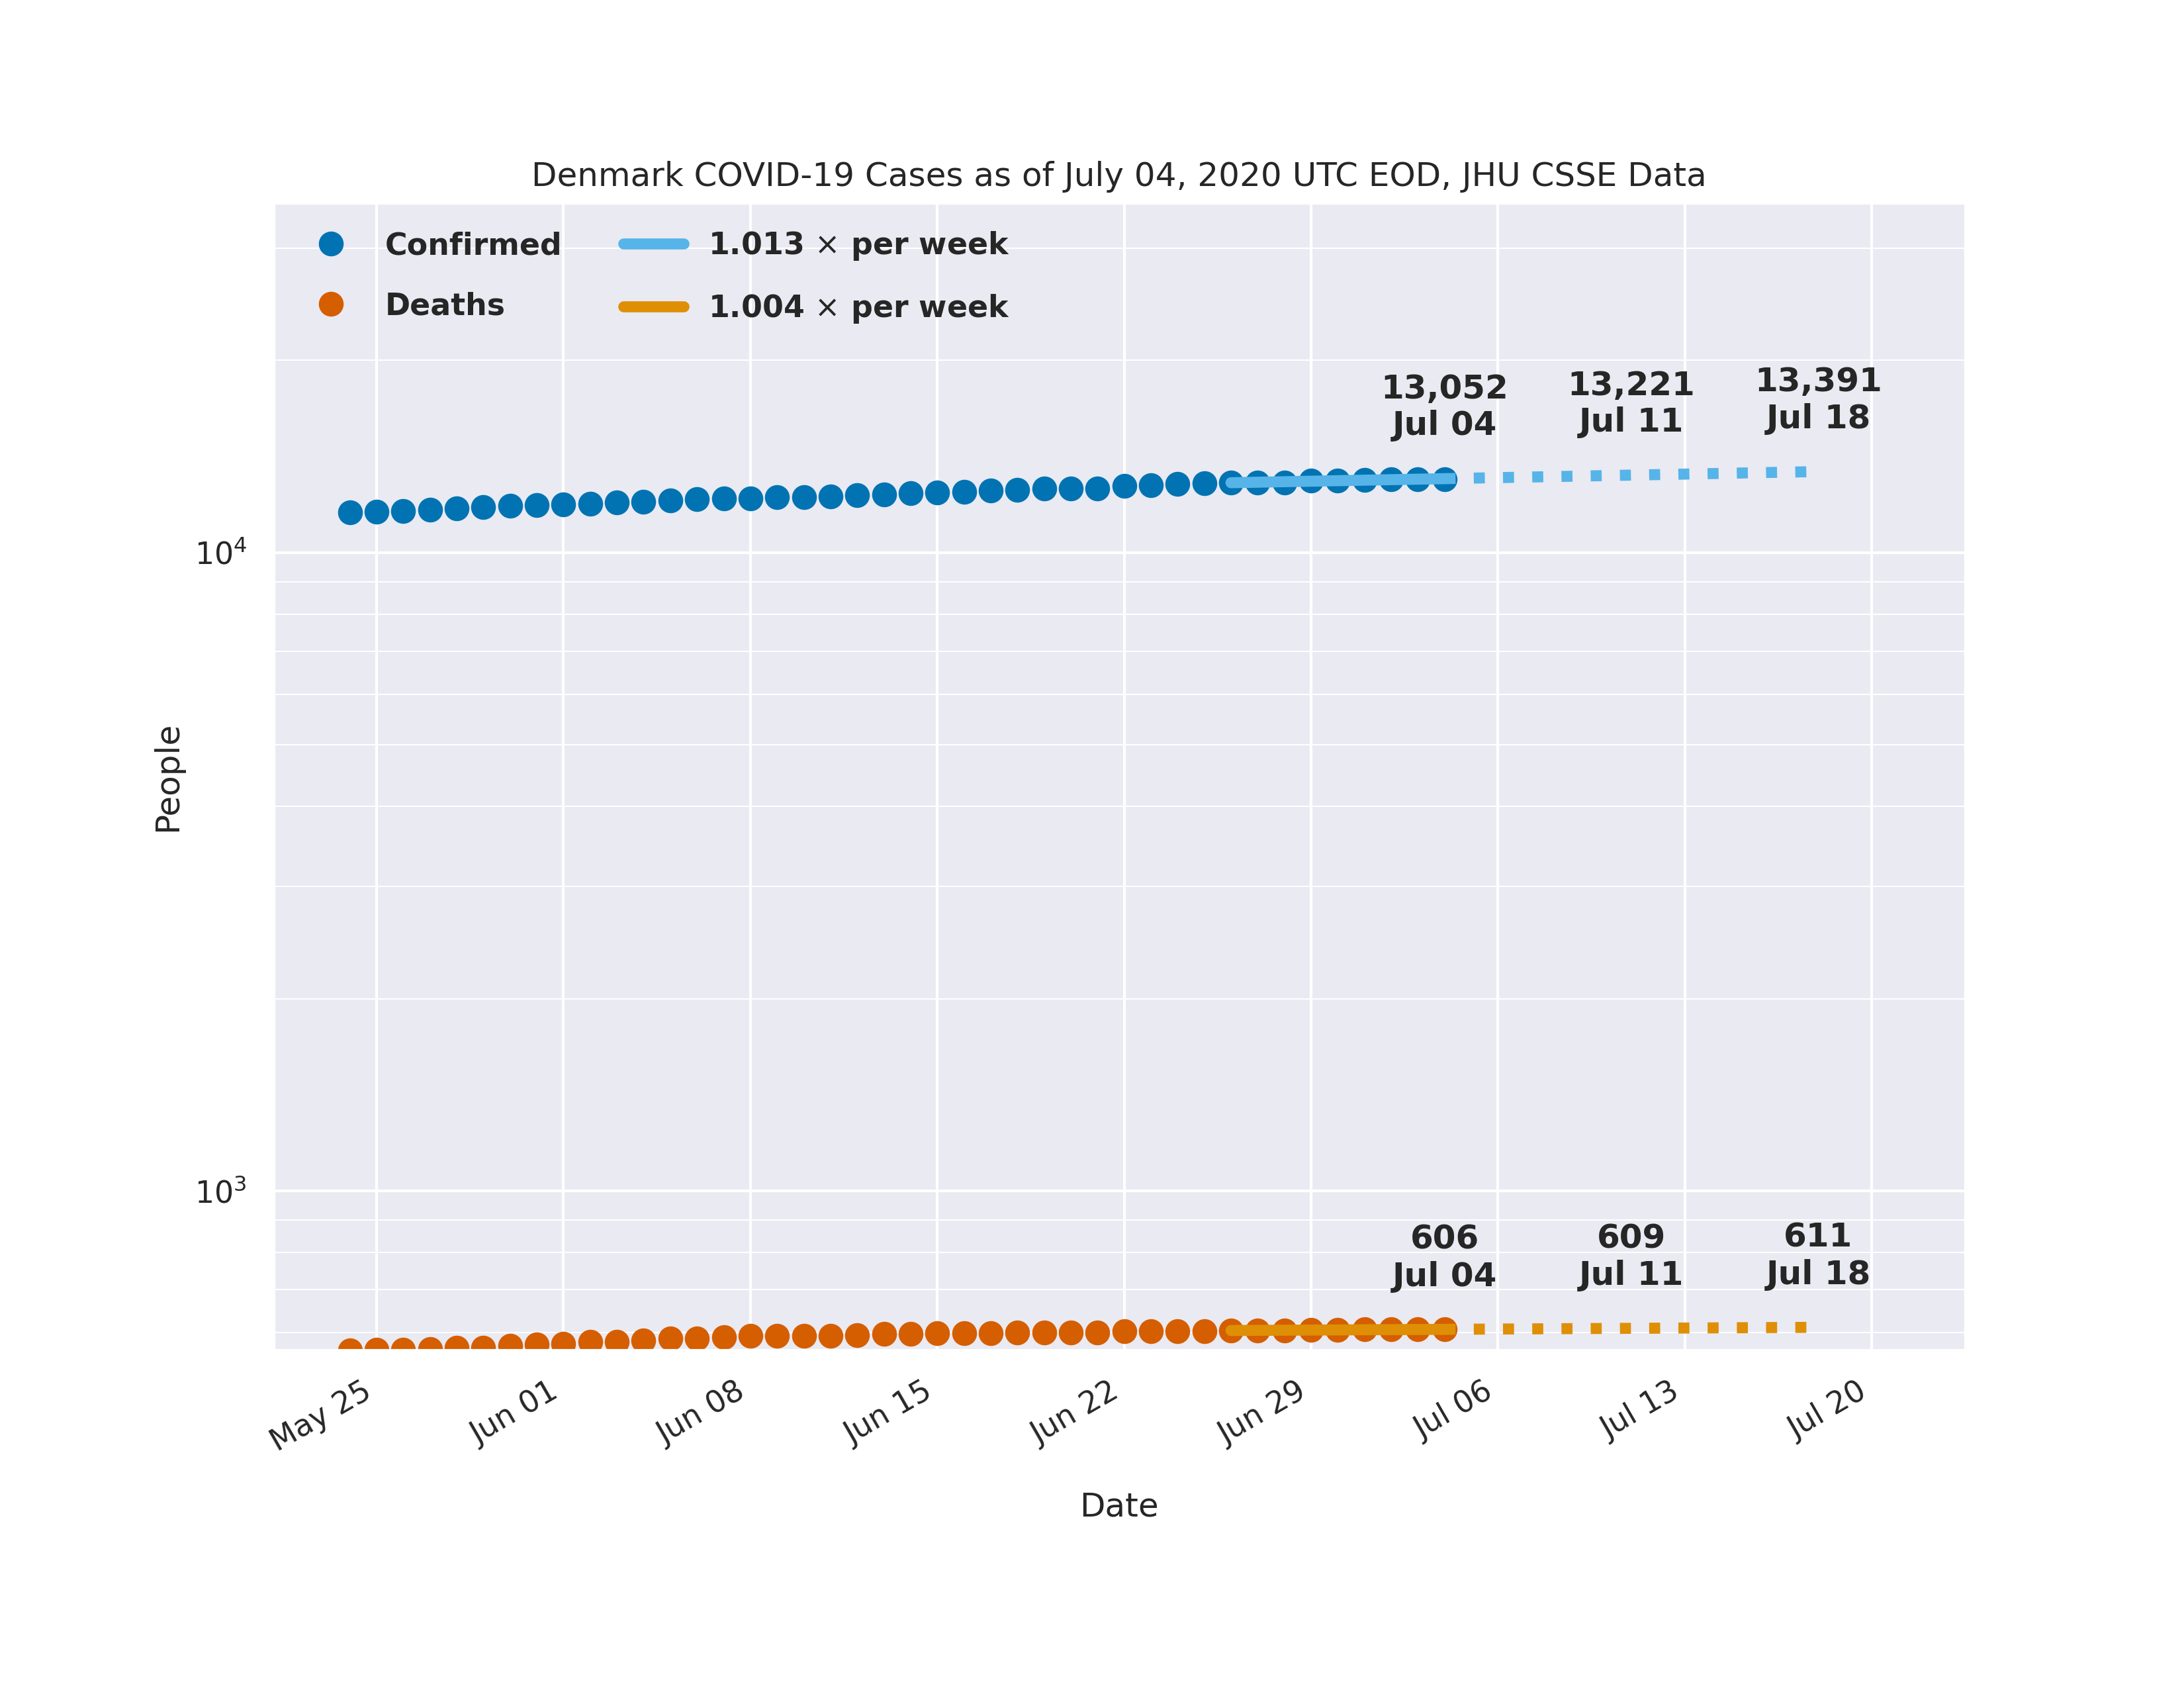 Denmark COVID-19 Cases as of July 04, 2020 UTC EOD, JHU CSSE Data
Confirmed
Deaths
1.013 × per week
1.004 × per week
13,052
Jul 04
13,221
Jul 11
13,391
Jul 18
10⁴
People
10³
606
Jul 04
609
Jul 11
611
Jul 18
May 25
Jun 01
Jun 08
Jun 15
Jun 22
Jun 29
Jul 06
Jul 13
Jul 20
Date